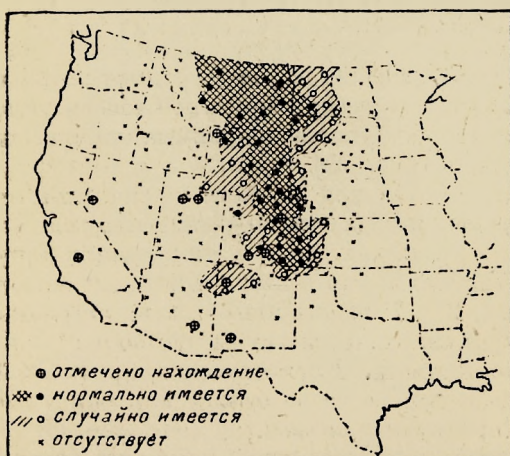 отмечено нахождение
нормально имеется
случайно имеется
отсутствует